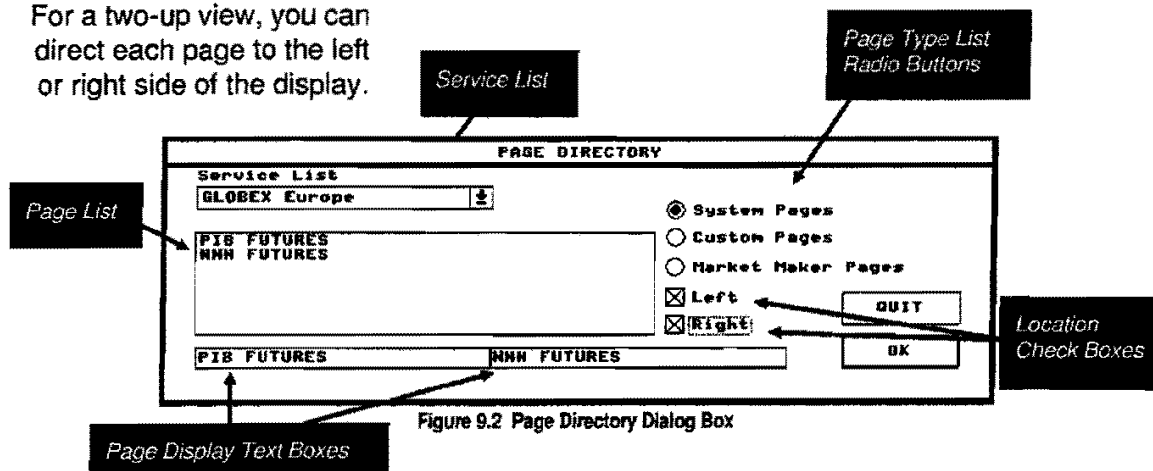 For a two-up view, you can
direct each page to the left
or right side of the display.
Service List
Page Type List
Radio Buttons
PAGE DIRECTORY
Service List
GLOBEX Europe
Page List
System Pages
PIB FUTURES
NNN FUTURES
Custom Pages
Market Maker Pages
Left
QUIT
Right
Location
Check Boxes
PIB FUTURES
NNN FUTURES
OK
Figure 9.2 Page Directory Dialog Box
Page Display Text Boxes